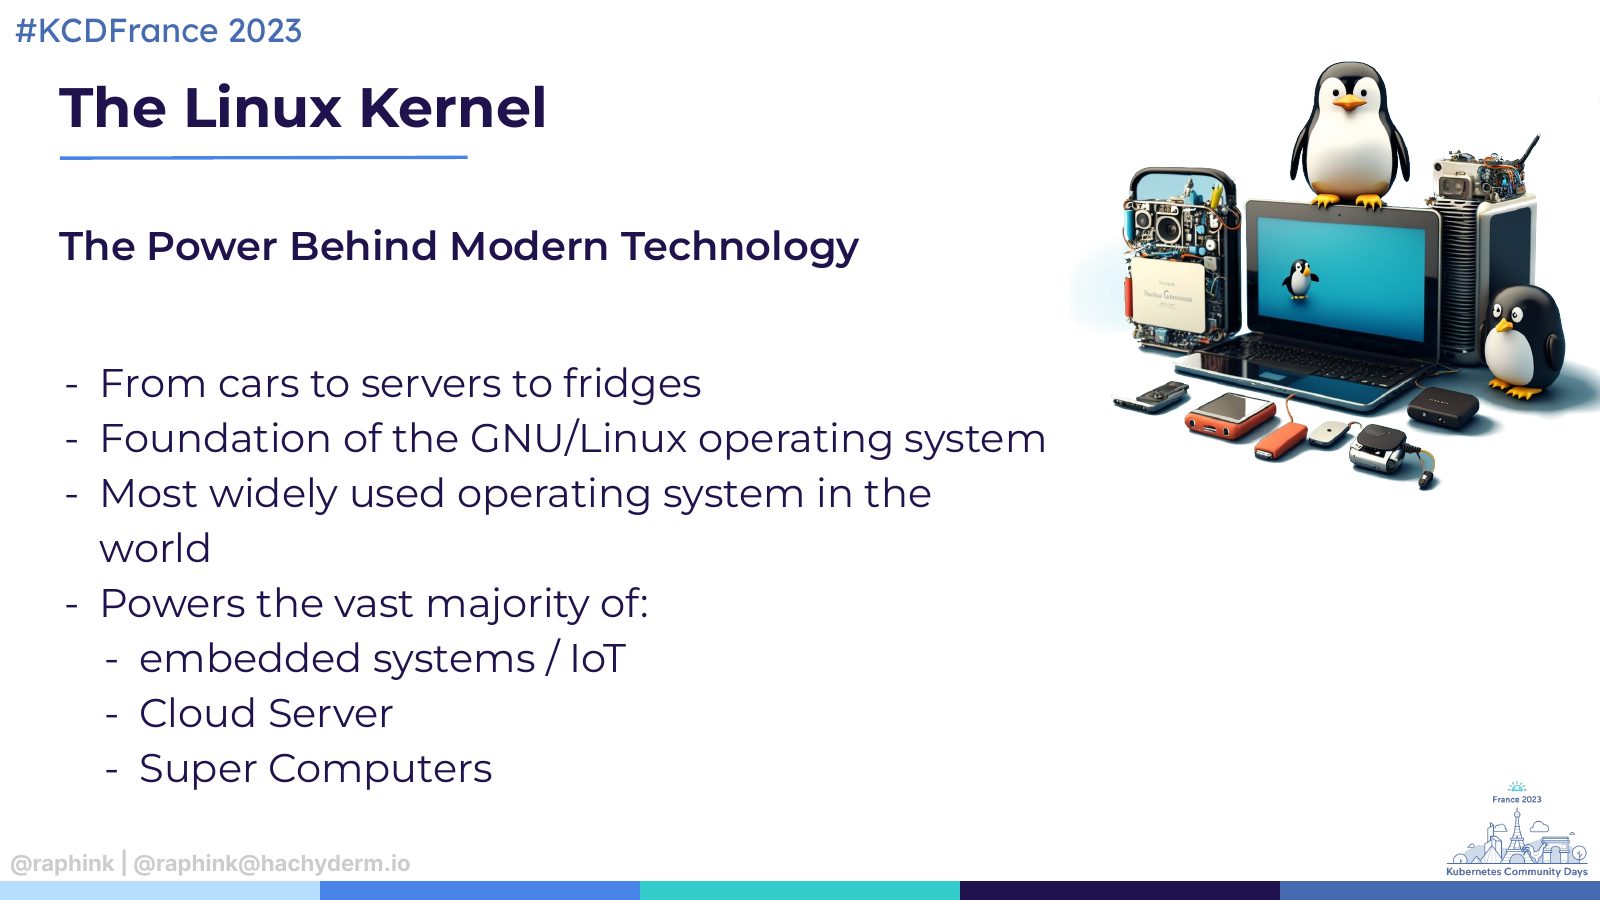 #KCDFrance 2023
The Linux Kernel
The Power Behind Modern Technology
- From cars to servers to fridges
- Foundation of the GNU/Linux operating system
- Most widely used operating system in the
world
- Powers the vast majority of:
- embedded systems / IoT
- Cloud Server
- Super Computers
France 2023
Kubernetes Community Days
@raphink | @raphink@hachyderm.io